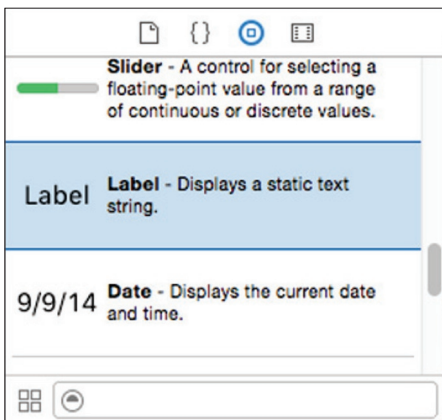 {}
Slider - A control for selecting a
floating-point value from a range
of continuous or discrete values.
Label
Label - Displays a static text
string.
9/9/14
Date - Displays the current date
and time.